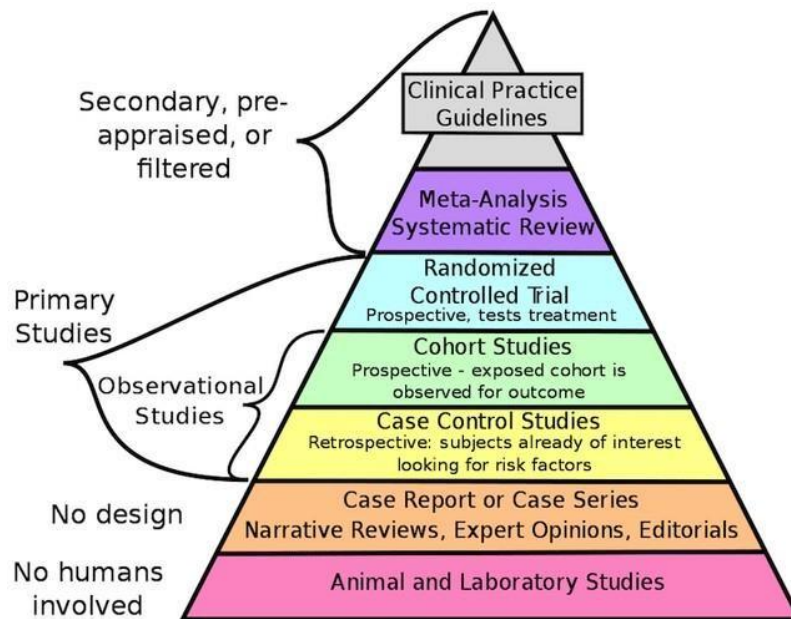 Clinical Practice
Guidelines
Secondary, pre-
appraised, or
filtered
Meta-Analysis
Systematic Review
Randomized
Controlled Trial
Prospective, tests treatment
Primary
Studies
Cohort Studies
Prospective - exposed cohort is
observed for outcome
Observational
Studies
Case Control Studies
Retrospective: subjects already of interest
looking for risk factors
No design
Case Report or Case Series
Narrative Reviews, Expert Opinions, Editorials
No humans
involved
Animal and Laboratory Studies